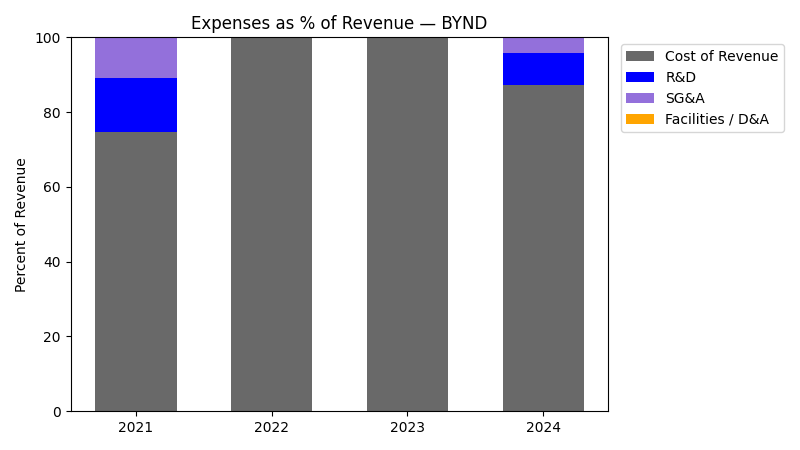 Expenses as % of Revenue — BYND
Percent of Revenue
100
80
60
40
20
0
2021
2022
2023
2024
Cost of Revenue
R&D
SG&A
Facilities / D&A